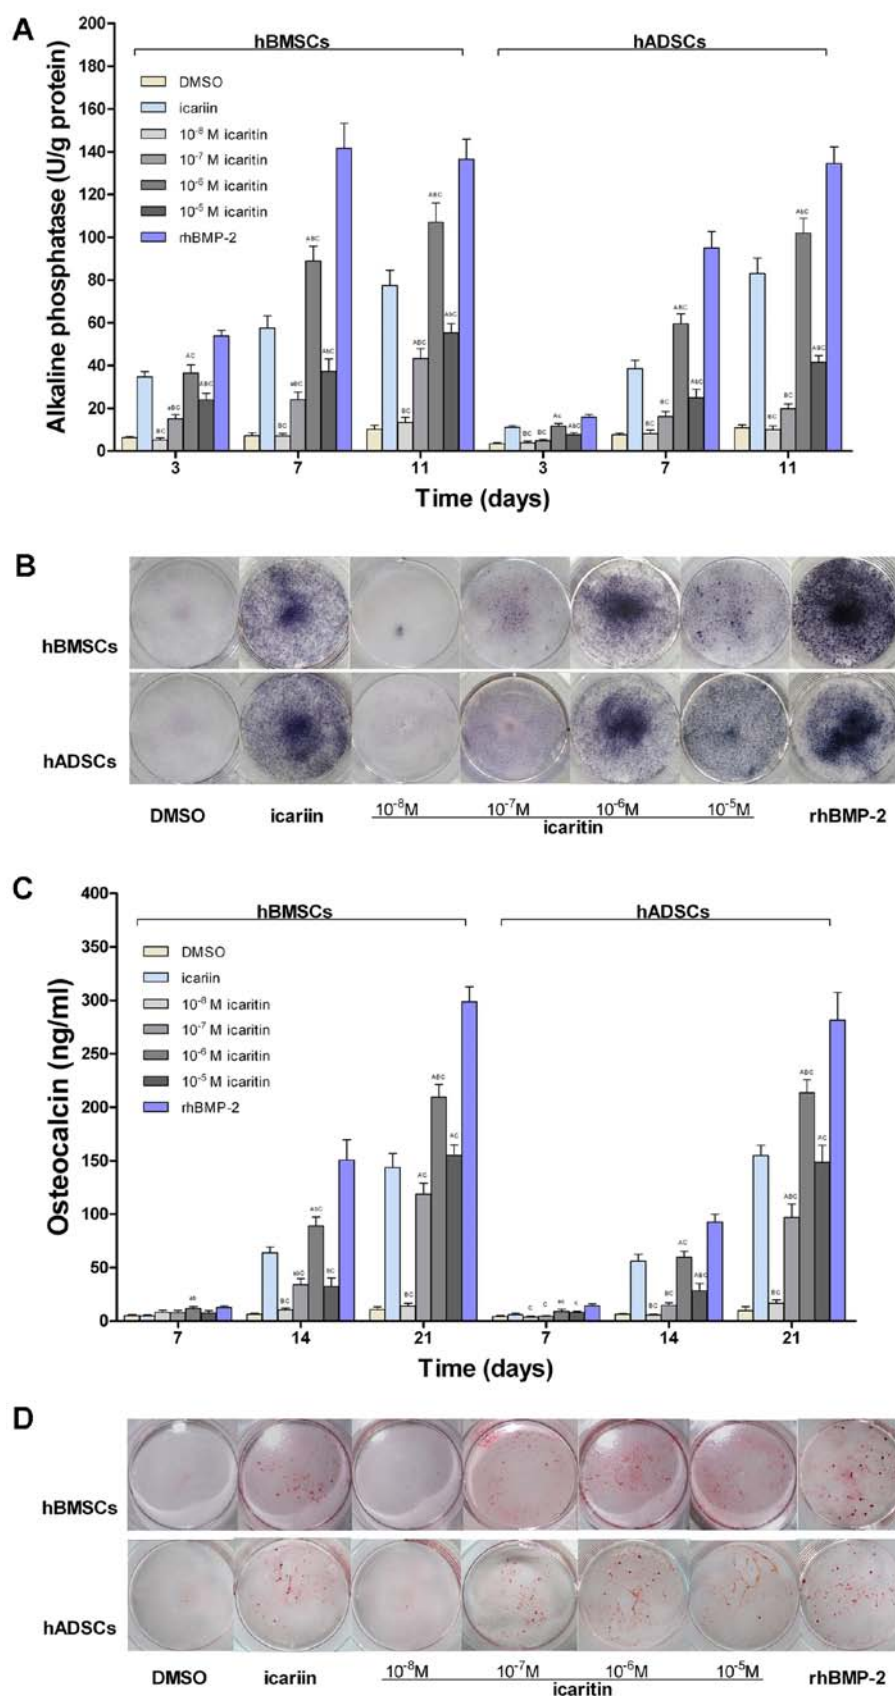 A
hBMSCs
hADSCs
Alkaline phosphatase (U/g protein)
200
180
160
140
120
100
80
60
40
20
0
DMSO
icariin
10⁻⁸ M icaritin
10⁻⁷ M icaritin
10⁻⁶ M icaritin
10⁻⁵ M icaritin
rhBMP-2
3
7
11
3
7
11
Time (days)
B
hBMSCs
hADSCs
DMSO
icariin
10⁻⁸M
10⁻⁷M
10⁻⁶M
10⁻⁵M
rhBMP-2
icaritin
C
hBMSCs
hADSCs
Osteocalcin (ng/ml)
400
350
300
250
200
150
100
50
0
DMSO
icariin
10⁻⁸ M icaritin
10⁻⁷ M icaritin
10⁻⁶ M icaritin
10⁻⁵ M icaritin
rhBMP-2
7
14
21
7
14
21
Time (days)
D
hBMSCs
hADSCs
DMSO
icariin
10⁻⁸M
10⁻⁷M
10⁻⁶M
10⁻⁵M
rhBMP-2
icaritin